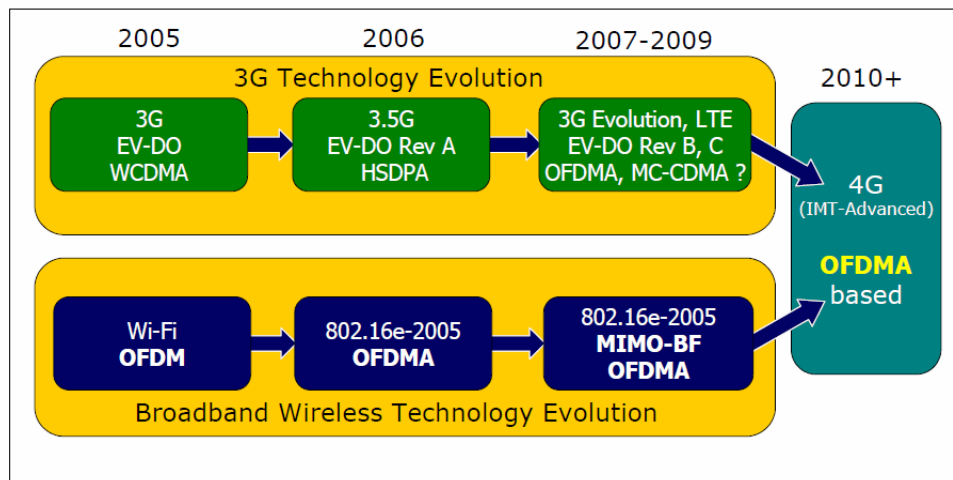 2005
2006
2007-2009
2010+
3G Technology Evolution
3G
EV-DO
WCDMA
3.5G
EV-DO Rev A
HSDPA
3G Evolution, LTE
EV-DO Rev B, C
OFDMA, MC-CDMA ?
4G
(IMT-Advanced)
OFDMA
based
Wi-Fi
OFDM
802.16e-2005
OFDMA
802.16e-2005
MIMO-BF
OFDMA
Broadband Wireless Technology Evolution